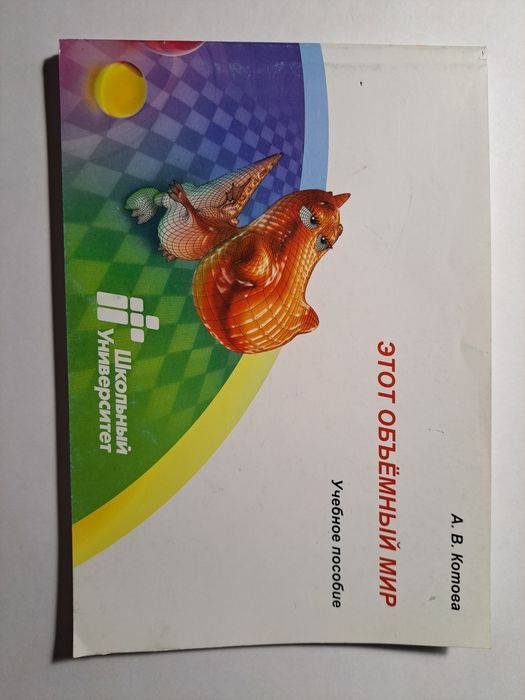 А. В. Котова
ЭТОТ ОБЪЁМНЫЙ МИР
Учебное пособие
Школьный
Университет